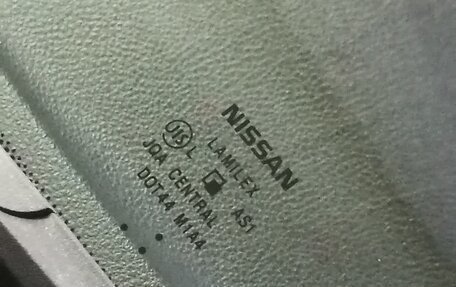 NISSAN
LAMILEX
JIS L AS1
JQA CENTRAL
DOT44 M1A4